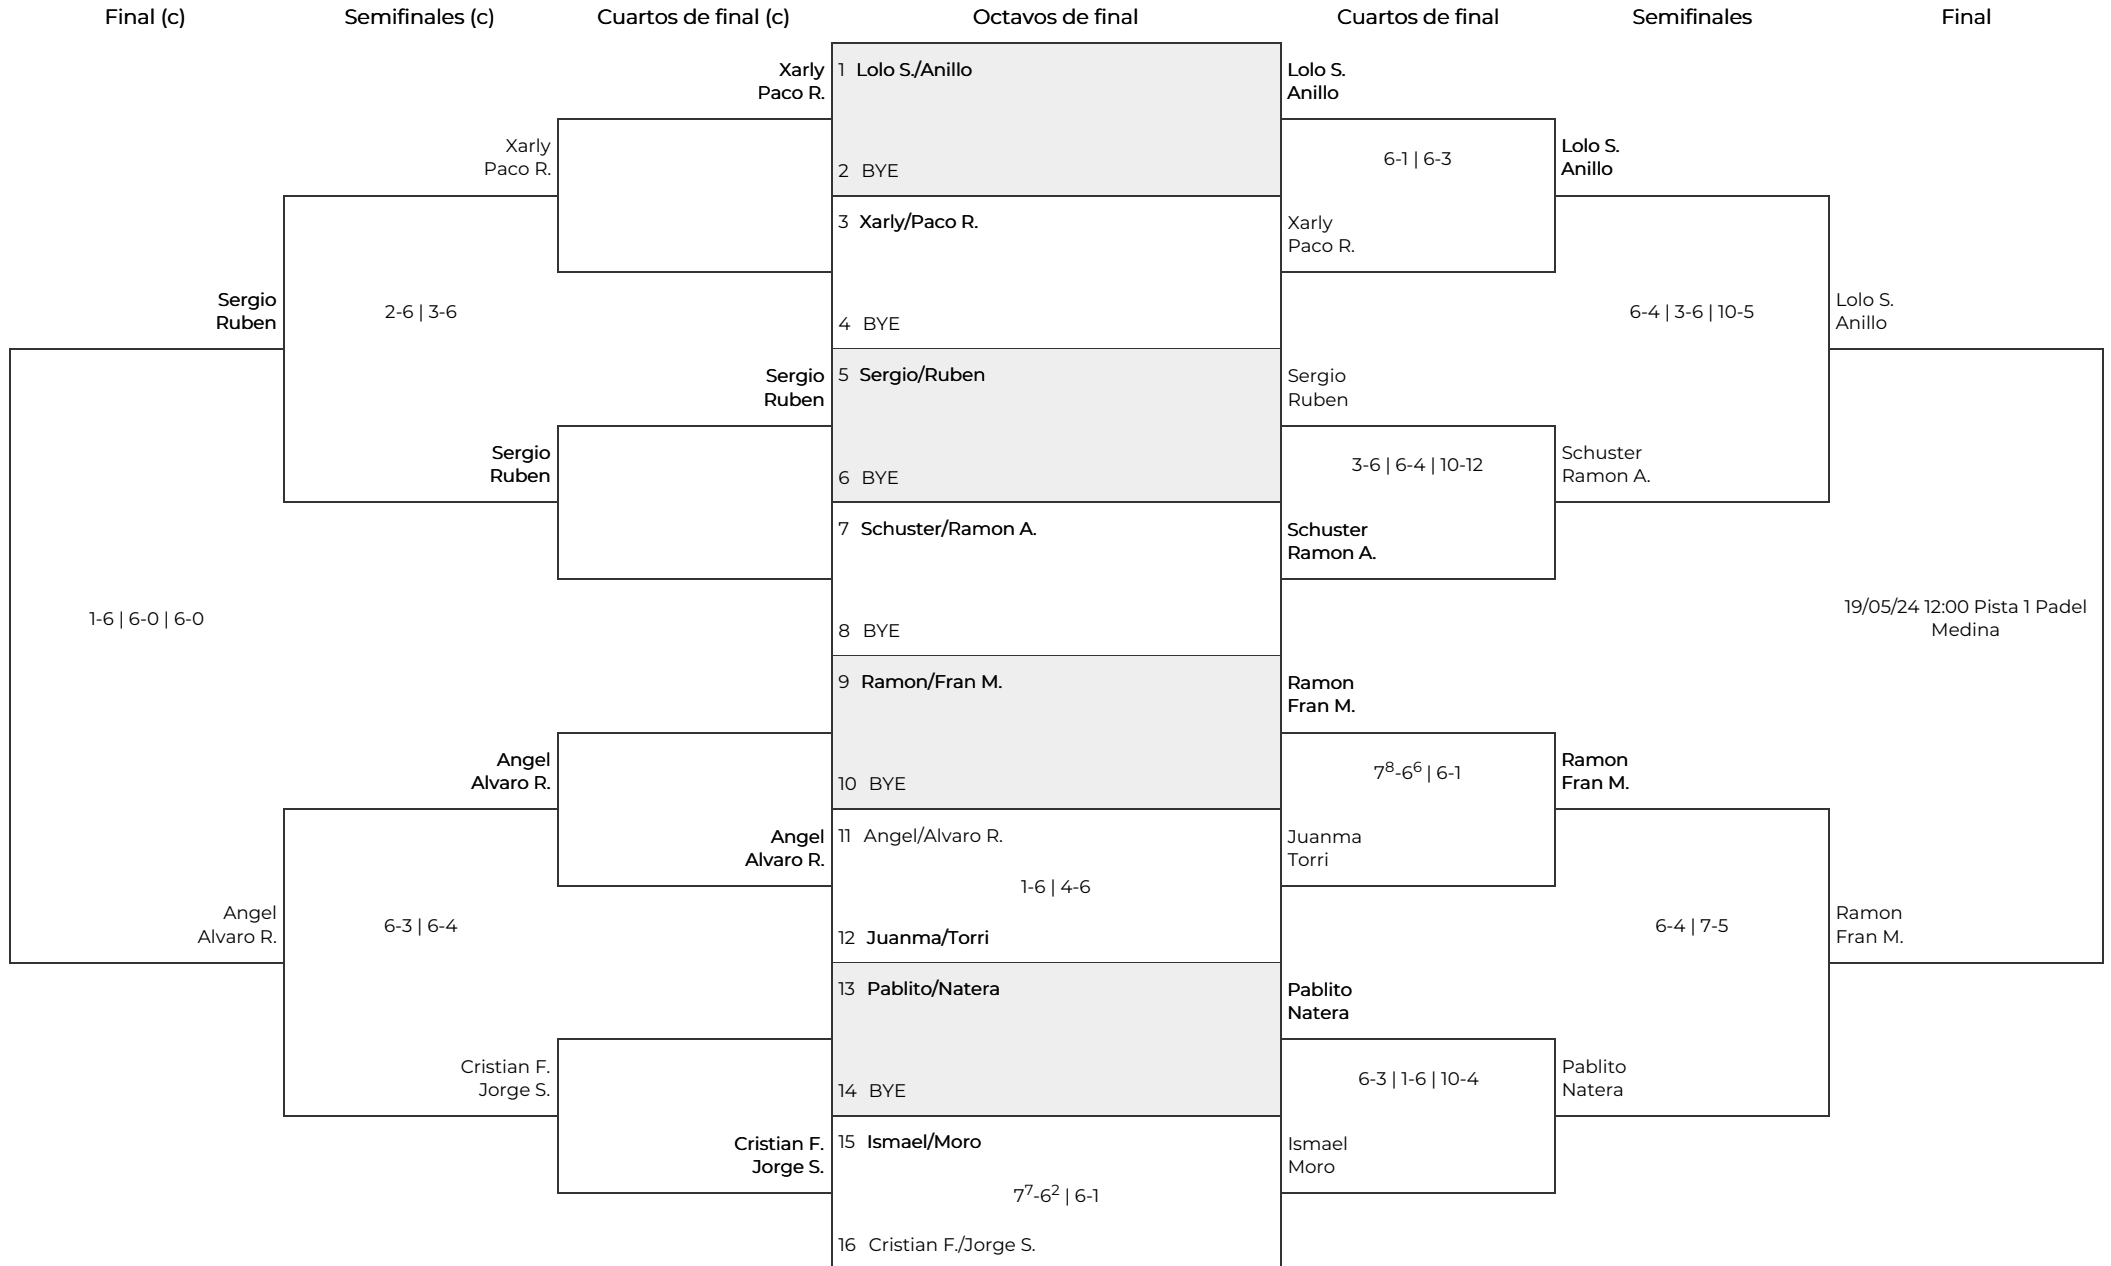 Final (c)
Semifinales (c)
Cuartos de final (c)
Octavos de final
Cuartos de final
Semifinales
Final
Sergio
Ruben
1-6 | 6-0 | 6-0
Angel
Alvaro R.
Xarly
Paco R.
2-6 | 3-6
Sergio
Ruben
Angel
Alvaro R.
6-3 | 6-4
Cristian F.
Jorge S.
Xarly
Paco R.
Sergio
Ruben
Angel
Alvaro R.
Cristian F.
Jorge S.
1 Lolo S./Anillo
2 BYE
3 Xarly/Paco R.
4 BYE
5 Sergio/Ruben
6 BYE
7 Schuster/Ramon A.
8 BYE
9 Ramon/Fran M.
10 BYE
11 Angel/Alvaro R.
1-6 | 4-6
12 Juanma/Torri
13 Pablito/Natera
14 BYE
15 Ismael/Moro
7⁷-6² | 6-1
16 Cristian F./Jorge S.
Lolo S.
Anillo
6-1 | 6-3
Xarly
Paco R.
Sergio
Ruben
3-6 | 6-4 | 10-12
Schuster
Ramon A.
Ramon
Fran M.
7⁸-6⁶ | 6-1
Juanma
Torri
Pablito
Natera
6-3 | 1-6 | 10-4
Ismael
Moro
Lolo S.
Anillo
6-4 | 3-6 | 10-5
Schuster
Ramon A.
Ramon
Fran M.
6-4 | 7-5
Pablito
Natera
Lolo S.
Anillo
19/05/24 12:00 Pista 1 Padel
Medina
Ramon
Fran M.